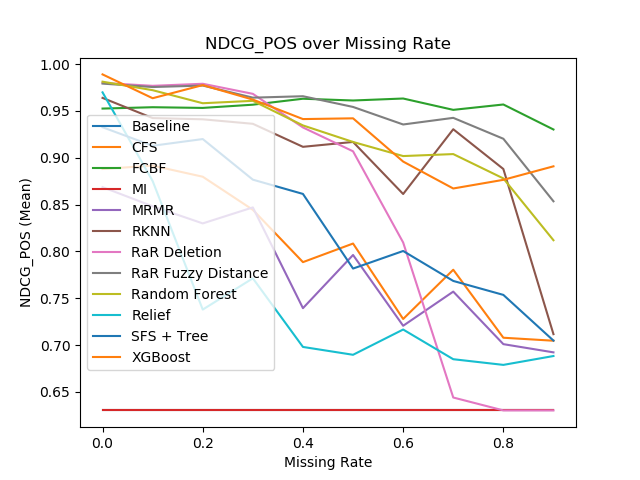 NDCG_POS over Missing Rate
NDCG_POS (Mean)
1.00
0.95
0.90
0.85
0.80
0.75
0.70
0.65
Baseline
CFS
FCBF
MI
MRMR
RKNN
RaR Deletion
RaR Fuzzy Distance
Random Forest
Relief
SFS + Tree
XGBoost
0.0
0.2
0.4
0.6
0.8
Missing Rate